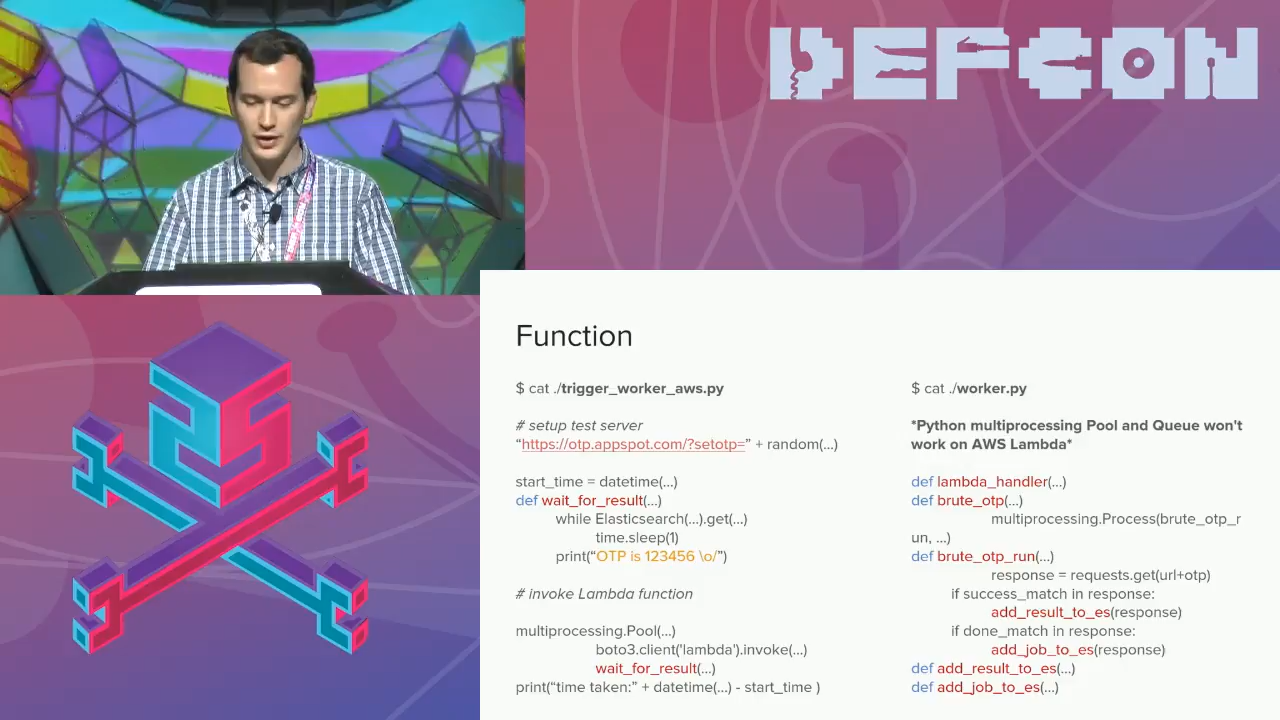 DEFCON
Function
$ cat ./trigger_worker_aws.py
# setup test server
“https://otp.appspot.com/?setotp=” + random(...)
start_time = datetime(...)
def wait_for_result(...)
while Elasticsearch(...).get(...)
time.sleep(1)
print(“OTP is 123456 \o/”)
# invoke Lambda function
multiprocessing.Pool(...)
boto3.client('lambda').invoke(...)
wait_for_result(...)
print(“time taken:” + datetime(...) - start_time )
$ cat ./worker.py
*Python multiprocessing Pool and Queue won't
work on AWS Lambda*
def lambda_handler(...)
def brute_otp(...)
multiprocessing.Process(brute_otp_r
un, ...)
def brute_otp_run(...)
response = requests.get(url+otp)
if success_match in response:
add_result_to_es(response)
if done_match in response:
add_job_to_es(response)
def add_result_to_es(...)
def add_job_to_es(...)